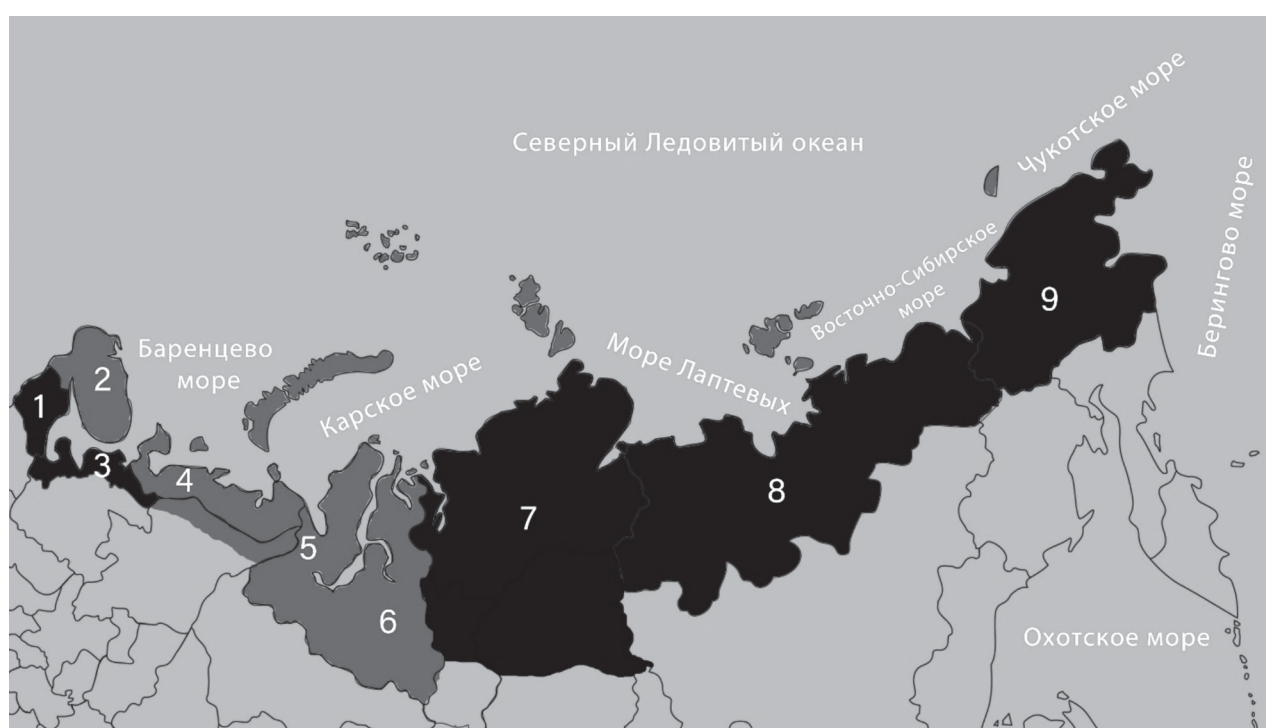 Северный Ледовитый океан
Чукотское море
Берингово море
Восточно-Сибирское
море
Море Лаптевых
Баренцево
море
Карское море
9
2
1
3
4
8
7
5
6
Охотское море